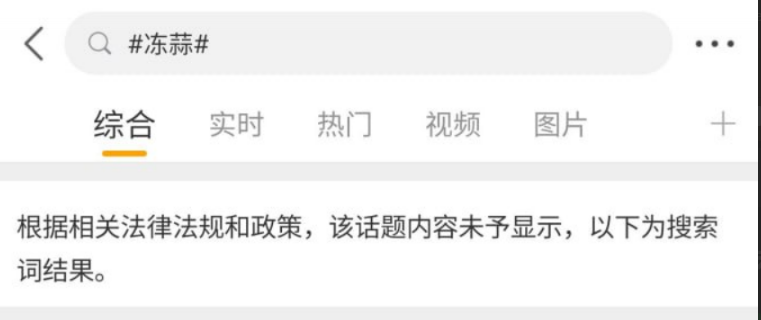 #冻蒜#
综合 实时 热门 视频 图片
根据相关法律法规和政策，该话题内容未予显示，以下为搜索
词结果。